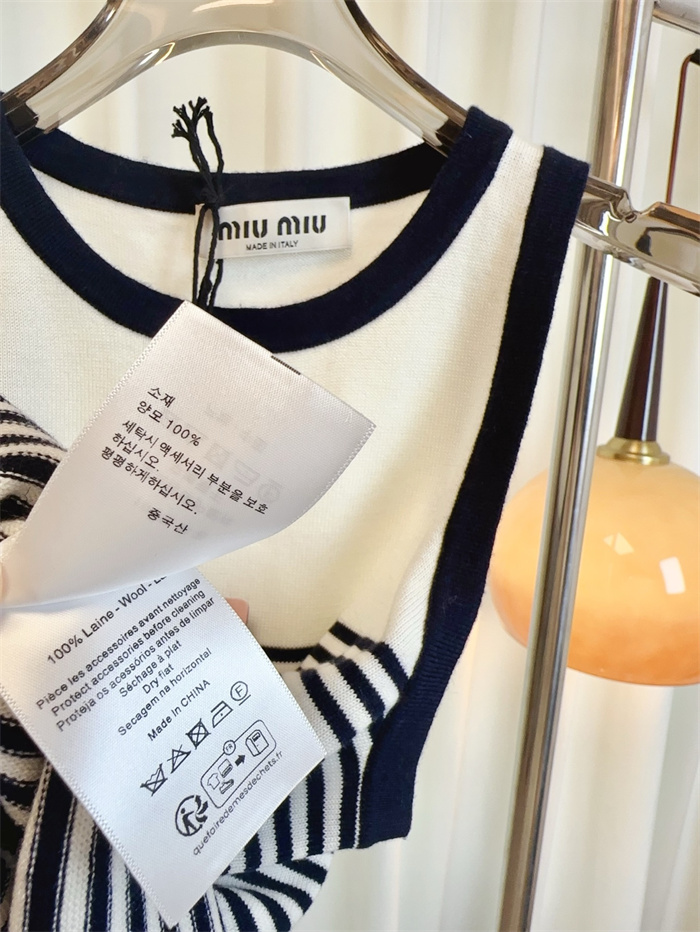 MIU MIU
MADE IN ITALY
소재
양모 100%
세탁시 액세서리 부분을 보호
하십시오.
평평하게하십시오.
중국산
100% Laine - Wool -
Pièce les accessoires avant nettoyage
Protect accessories before cleaning
Proteja os acessórios antes de limpar
Séchage à plat
Dry flat
Secagem na horizontal
Made in CHINA
FR
quefairedemesdechets.fr